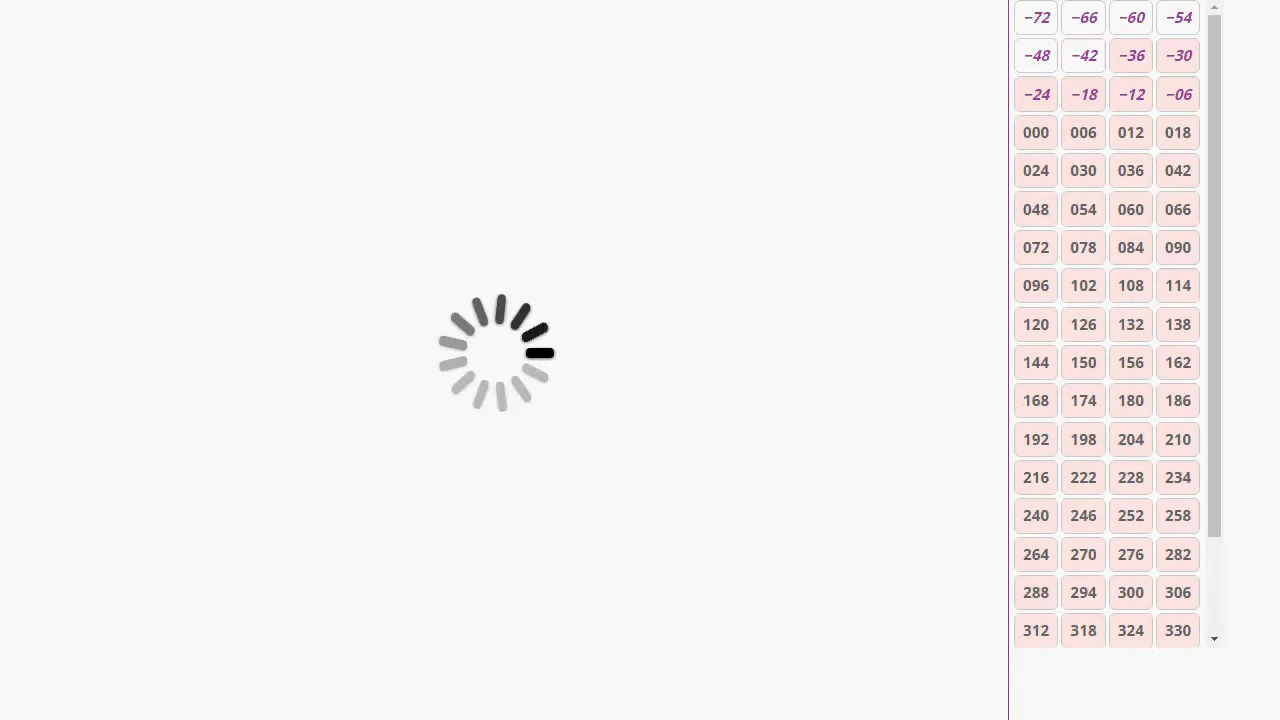 −72 −66 −60 −54
−48 −42 −36 −30
−24 −18 −12 −06
000 006 012 018
024 030 036 042
048 054 060 066
072 078 084 090
096 102 108 114
120 126 132 138
144 150 156 162
168 174 180 186
192 198 204 210
216 222 228 234
240 246 252 258
264 270 276 282
288 294 300 306
312 318 324 330